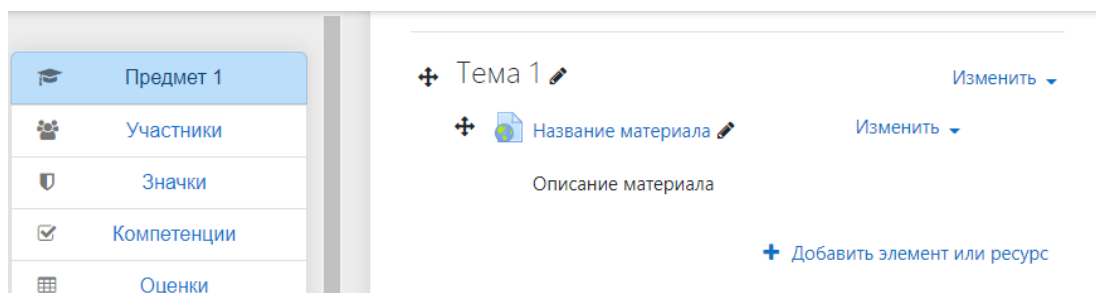 Предмет 1
Участники
Значки
Компетенции
Оценки
Тема 1
Изменить
Название материала
Изменить
Описание материала
Добавить элемент или ресурс